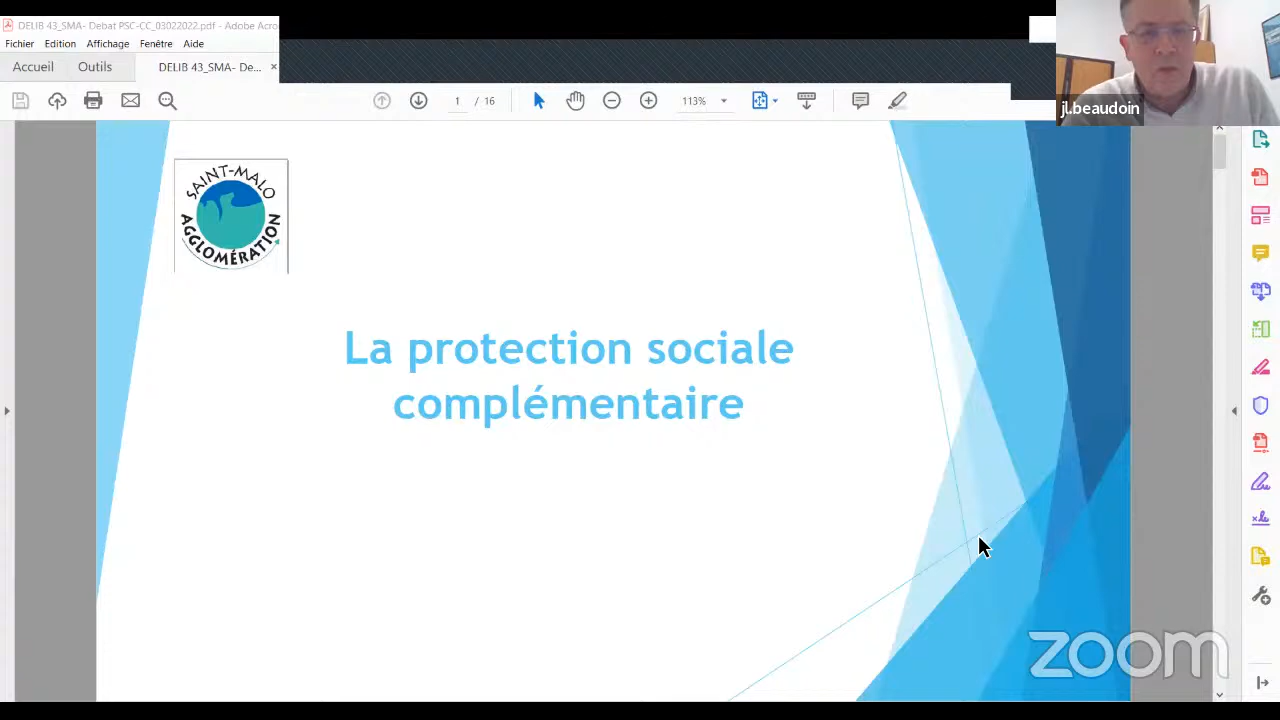 DELIB 43_SMA- Debat PSC-CC_03022022.pdf - Adobe Acro
Fichier Edition Affichage Fenêtre Aide
Accueil Outils DELIB 43_SMA- De... ×
1 / 16 113%
jl.beaudoin
SAINT-MALO
AGGLOMÉRATION
La protection sociale
complémentaire
zoom